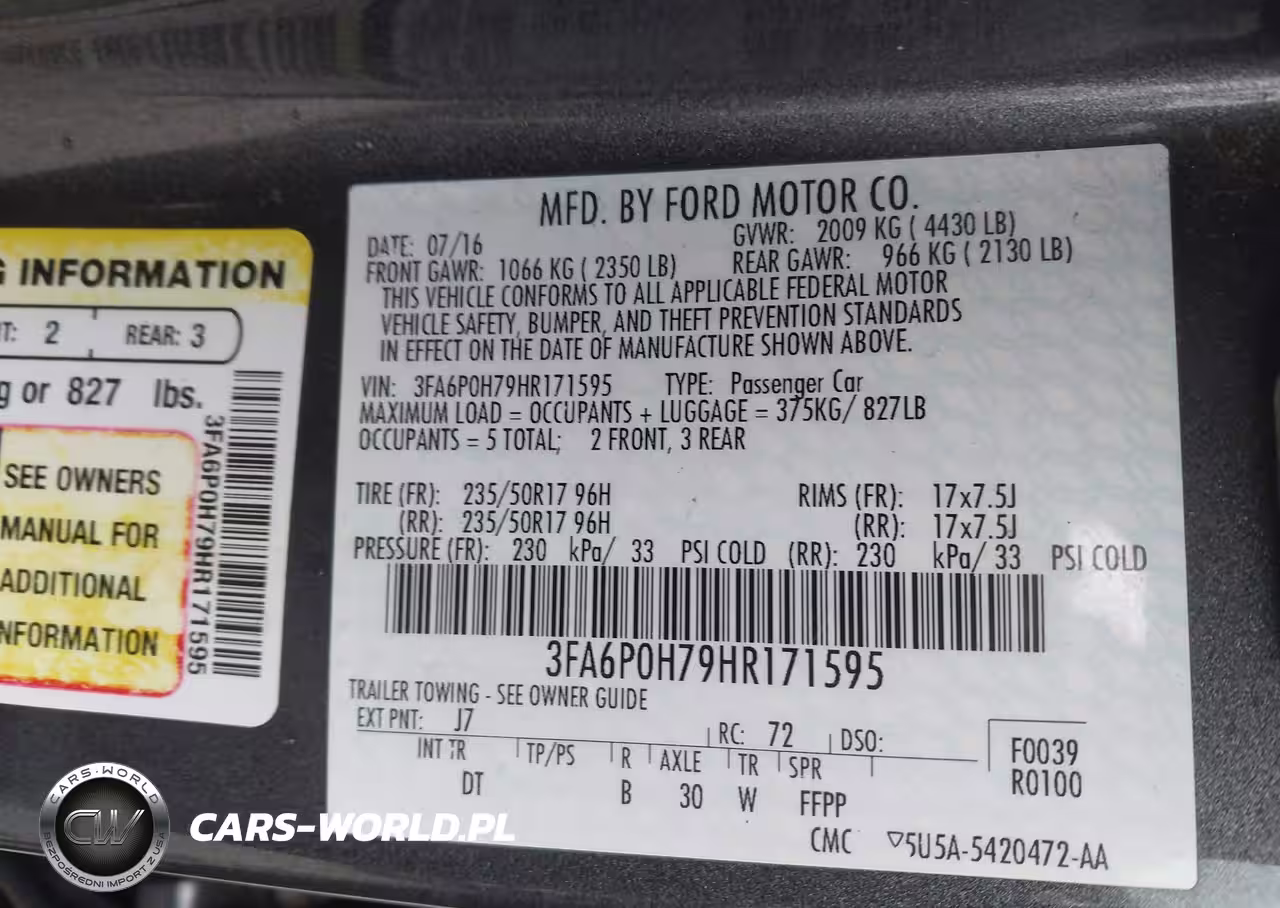 G INFORMATION
T: 2 REAR: 3
g or 827 lbs.
3FA6P0H79HR171595
SEE OWNERS
MANUAL FOR
ADDITIONAL
NFORMATION
MFD. BY FORD MOTOR CO.
DATE: 07/16 GVWR: 2009 KG ( 4430 LB)
FRONT GAWR: 1066 KG ( 2350 LB) REAR GAWR: 966 KG ( 2130 LB)
THIS VEHICLE CONFORMS TO ALL APPLICABLE FEDERAL MOTOR
VEHICLE SAFETY, BUMPER, AND THEFT PREVENTION STANDARDS
IN EFFECT ON THE DATE OF MANUFACTURE SHOWN ABOVE.
VIN: 3FA6P0H79HR171595 TYPE: Passenger Car
MAXIMUM LOAD = OCCUPANTS + LUGGAGE = 375KG/ 827LB
OCCUPANTS = 5 TOTAL; 2 FRONT, 3 REAR
TIRE (FR): 235/50R17 96H RIMS (FR): 17x7.5J
(RR): 235/50R17 96H (RR): 17x7.5J
PRESSURE (FR): 230 kPa/ 33 PSI COLD (RR): 230 kPa/ 33 PSI COLD
3FA6P0H79HR171595
TRAILER TOWING - SEE OWNER GUIDE
EXT PNT: J7 RC: 72 DSO:
INT TR TP/PS R AXLE TR SPR
DT B 30 W FFPP
F0039
R0100
CMC ▽5U5A-5420472-AA
CARS-WORLD
CW
BEZPOŚREDNI IMPORT Z USA
CARS-WORLD.PL